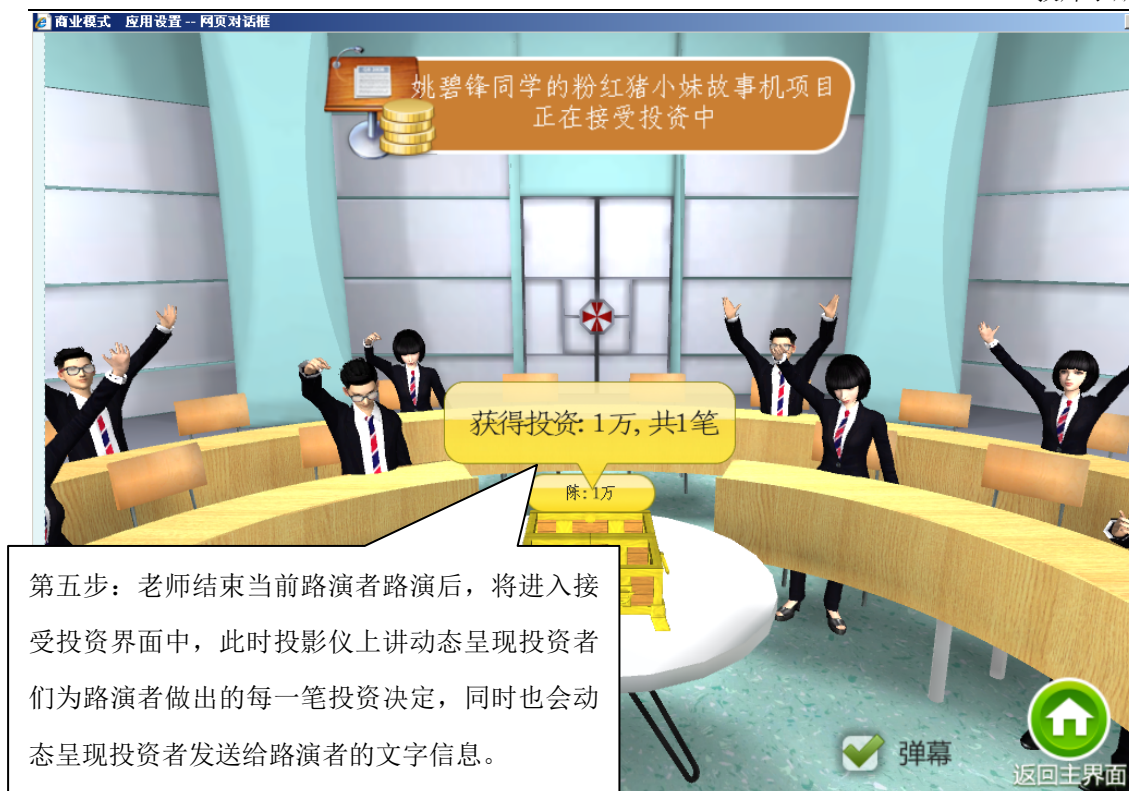 商业模式 应用设置 -- 网页对话框
姚碧锋同学的粉红猪小妹故事机项目
正在接受投资中
获得投资: 1万, 共1笔
陈: 1万
第五步：老师结束当前路演者路演后，将进入接
受投资界面中，此时投影仪上讲动态呈现投资者
们为路演者做出的每一笔投资决定，同时也会动
态呈现投资者发送给路演者的文字信息。
弹幕
返回主界面